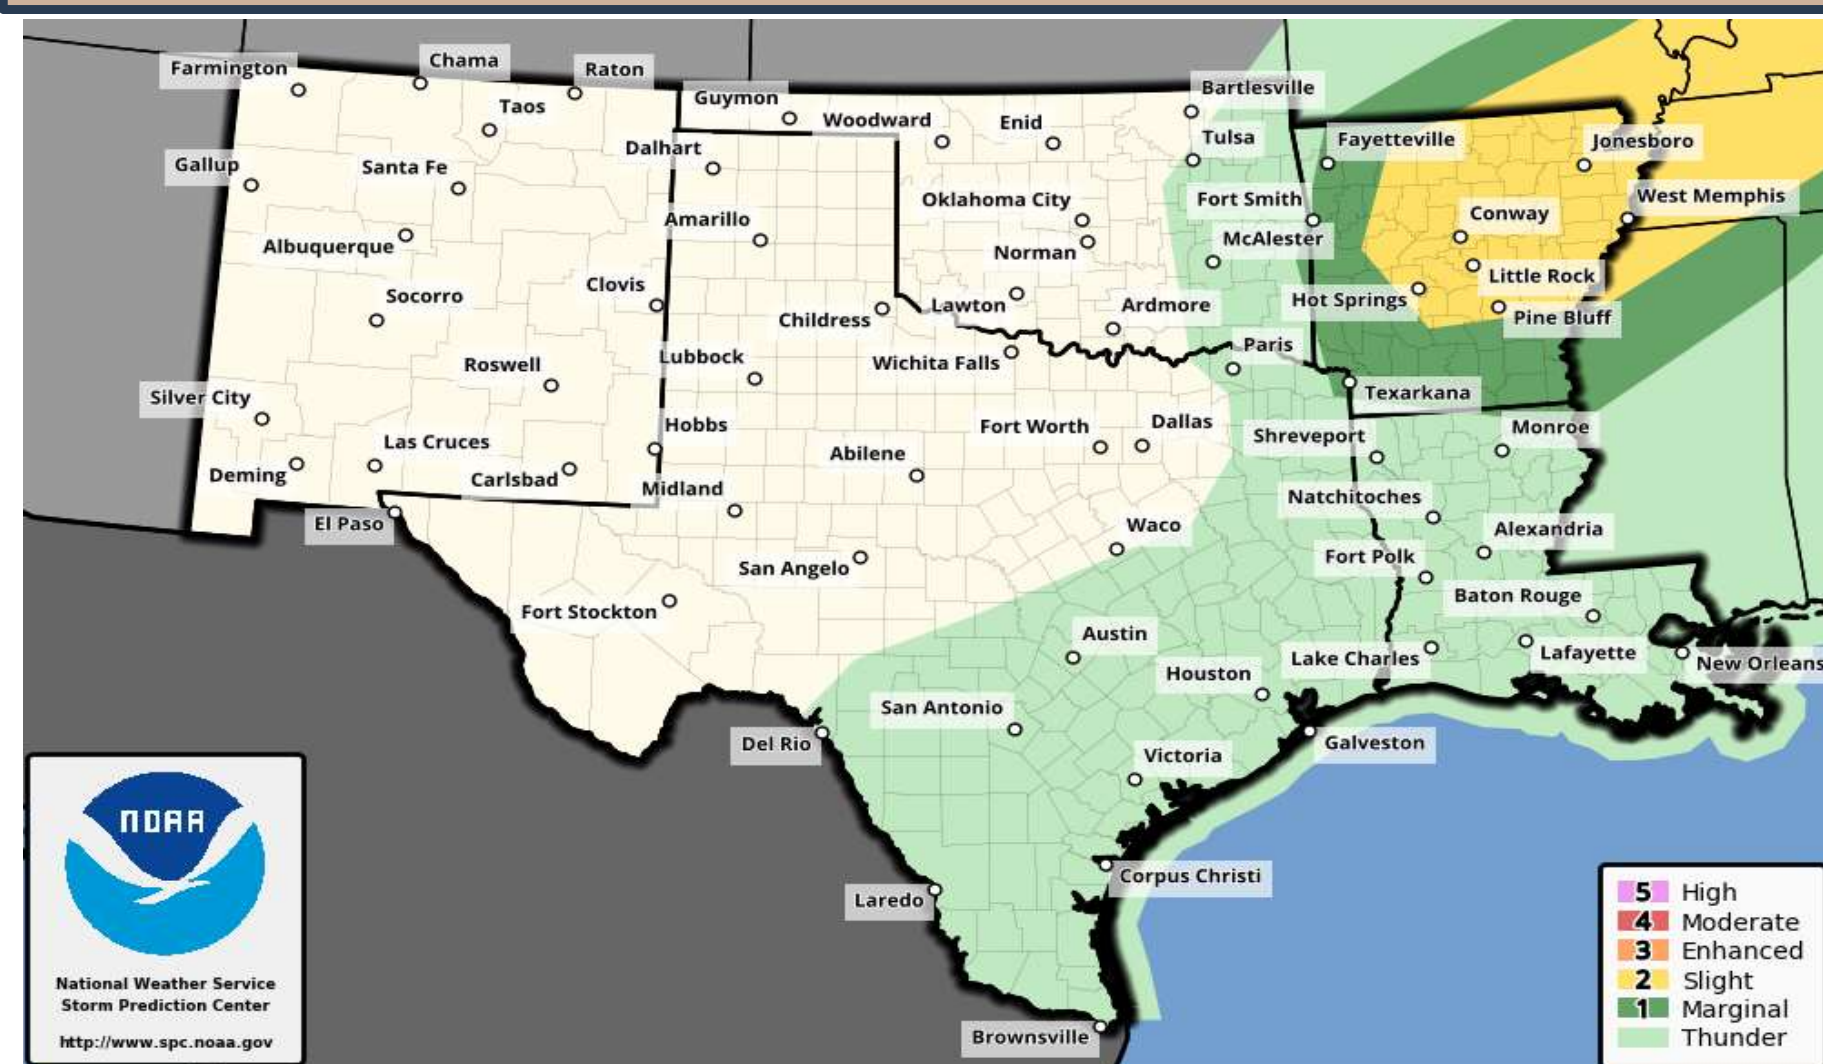 Farmington
Chama
Raton
Taos
Guymon
Woodward
Enid
Bartlesville
Tulsa
Fayetteville
Jonesboro
Gallup
Santa Fe
Dalhart
Oklahoma City
Fort Smith
Conway
West Memphis
Albuquerque
Amarillo
Norman
McAlester
Little Rock
Socorro
Clovis
Childress
Lawton
Ardmore
Hot Springs
Pine Bluff
Roswell
Lubbock
Wichita Falls
Paris
Texarkana
Silver City
Las Cruces
Hobbs
Fort Worth
Dallas
Shreveport
Monroe
Deming
Carlsbad
Midland
Abilene
Natchitoches
El Paso
San Angelo
Waco
Alexandria
Fort Polk
Fort Stockton
Austin
Baton Rouge
Lake Charles
Lafayette
New Orleans
Houston
San Antonio
Del Rio
Galveston
Victoria
Corpus Christi
Laredo
Brownsville
NOAA
National Weather Service
Storm Prediction Center
http://www.spc.noaa.gov
5 High
4 Moderate
3 Enhanced
2 Slight
1 Marginal
Thunder